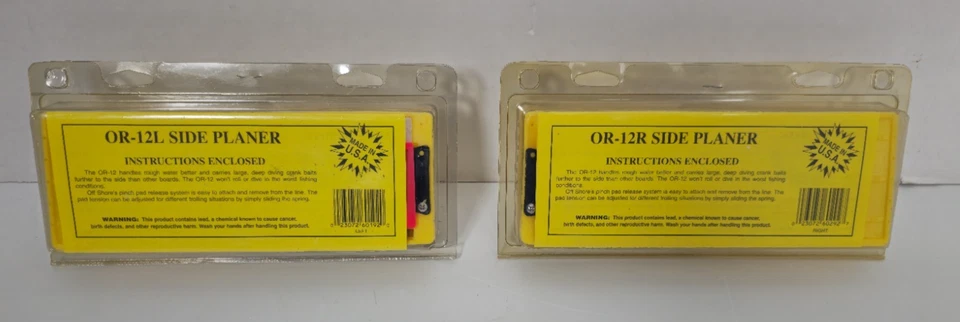 OR-12L SIDE PLANER
MADE IN
U.S.A.
INSTRUCTIONS ENCLOSED
The OR-12 handles rough water better and carries large, deep diving crank baits
further to the side than other boards. The OR-12 won't roll or dive in the worst fishing
conditions.
Off Shore's pinch pad release system is easy to attach and remove from the line. The
pad tension can be adjusted for different trolling situations by simply sliding the spring.
WARNING: This product contains lead, a chemical known to cause cancer,
birth defects, and other reproductive harm. Wash your hands after handling this product.
0 23072 60192
LEFT
OR-12R SIDE PLANER
MADE IN
U.S.A.
INSTRUCTIONS ENCLOSED
The OR-12 handles rough water better and carries large, deep diving crank baits
further to the side than other boards. The OR-12 won't roll or dive in the worst fishing
conditions.
Off Shore's pinch pad release system is easy to attach and remove from the line. The
pad tension can be adjusted for different trolling situations by simply sliding the spring.
WARNING: This product contains lead, a chemical known to cause cancer,
birth defects, and other reproductive harm. Wash your hands after handling this product.
0 23072 60292
RIGHT